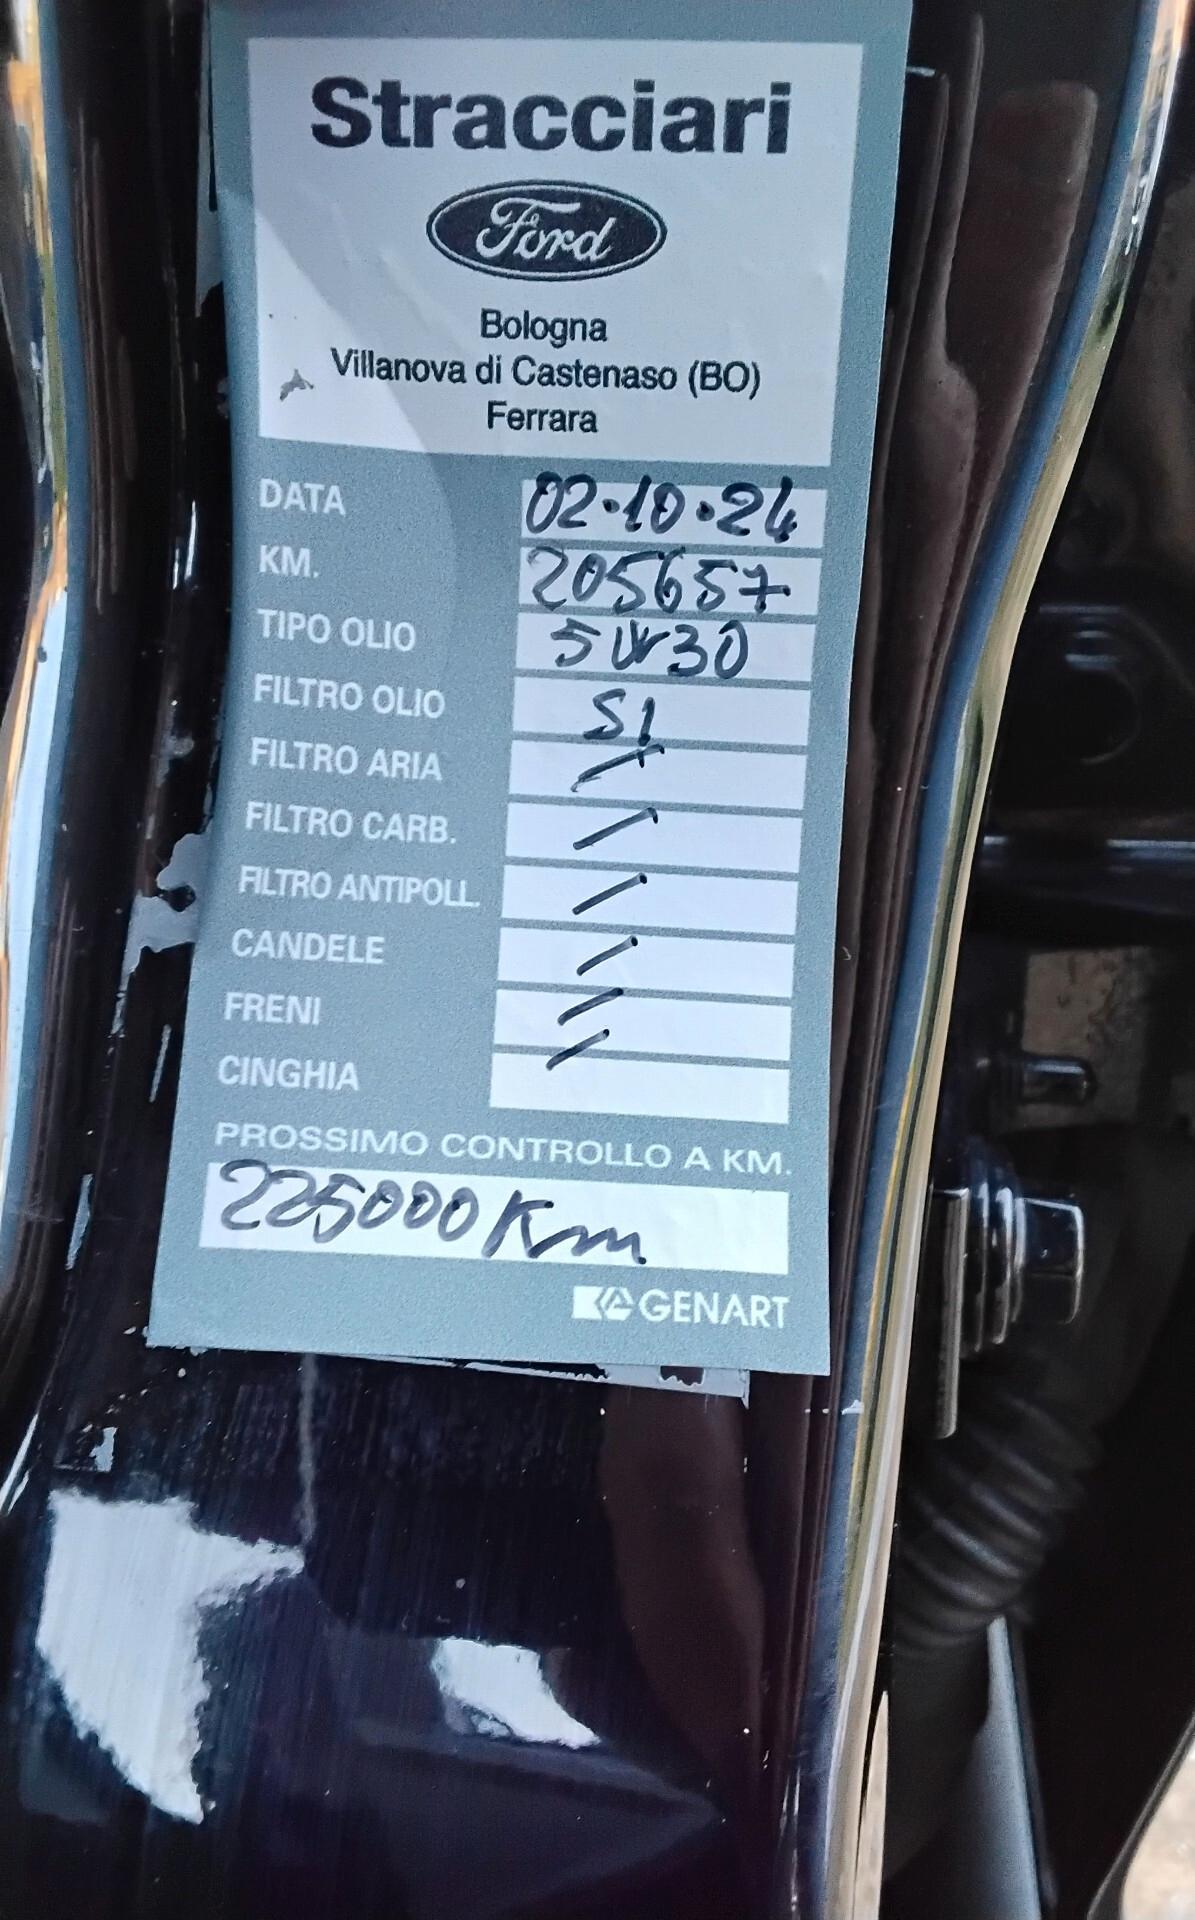 Stracciari
Ford
Bologna
Villanova di Castenaso (BO)
Ferrara
DATA 02·10·24
KM. 205657
TIPO OLIO 5W30
FILTRO OLIO SI
FILTRO ARIA /
FILTRO CARB. /
FILTRO ANTIPOLL. /
CANDELE /
FRENI /
CINGHIA /
PROSSIMO CONTROLLO A KM.
225000 Km
GENART